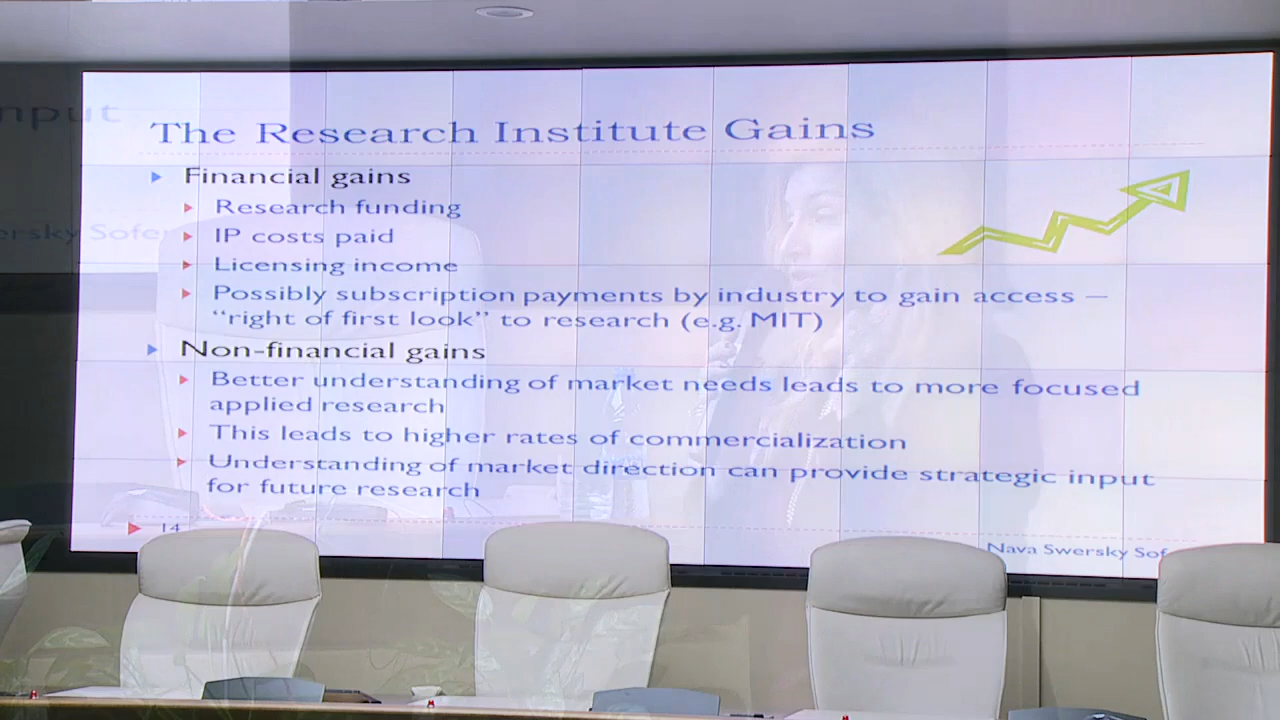 nput
ersky Sofer
The Research Institute Gains
Financial gains
Research funding
IP costs paid
Licensing income
Possibly subscription payments by industry to gain access –
“right of first look” to research (e.g. MIT)
Non-financial gains
Better understanding of market needs leads to more focused
applied research
This leads to higher rates of commercialization
Understanding of market direction can provide strategic input
for future research
14
Nava Swersky Sof